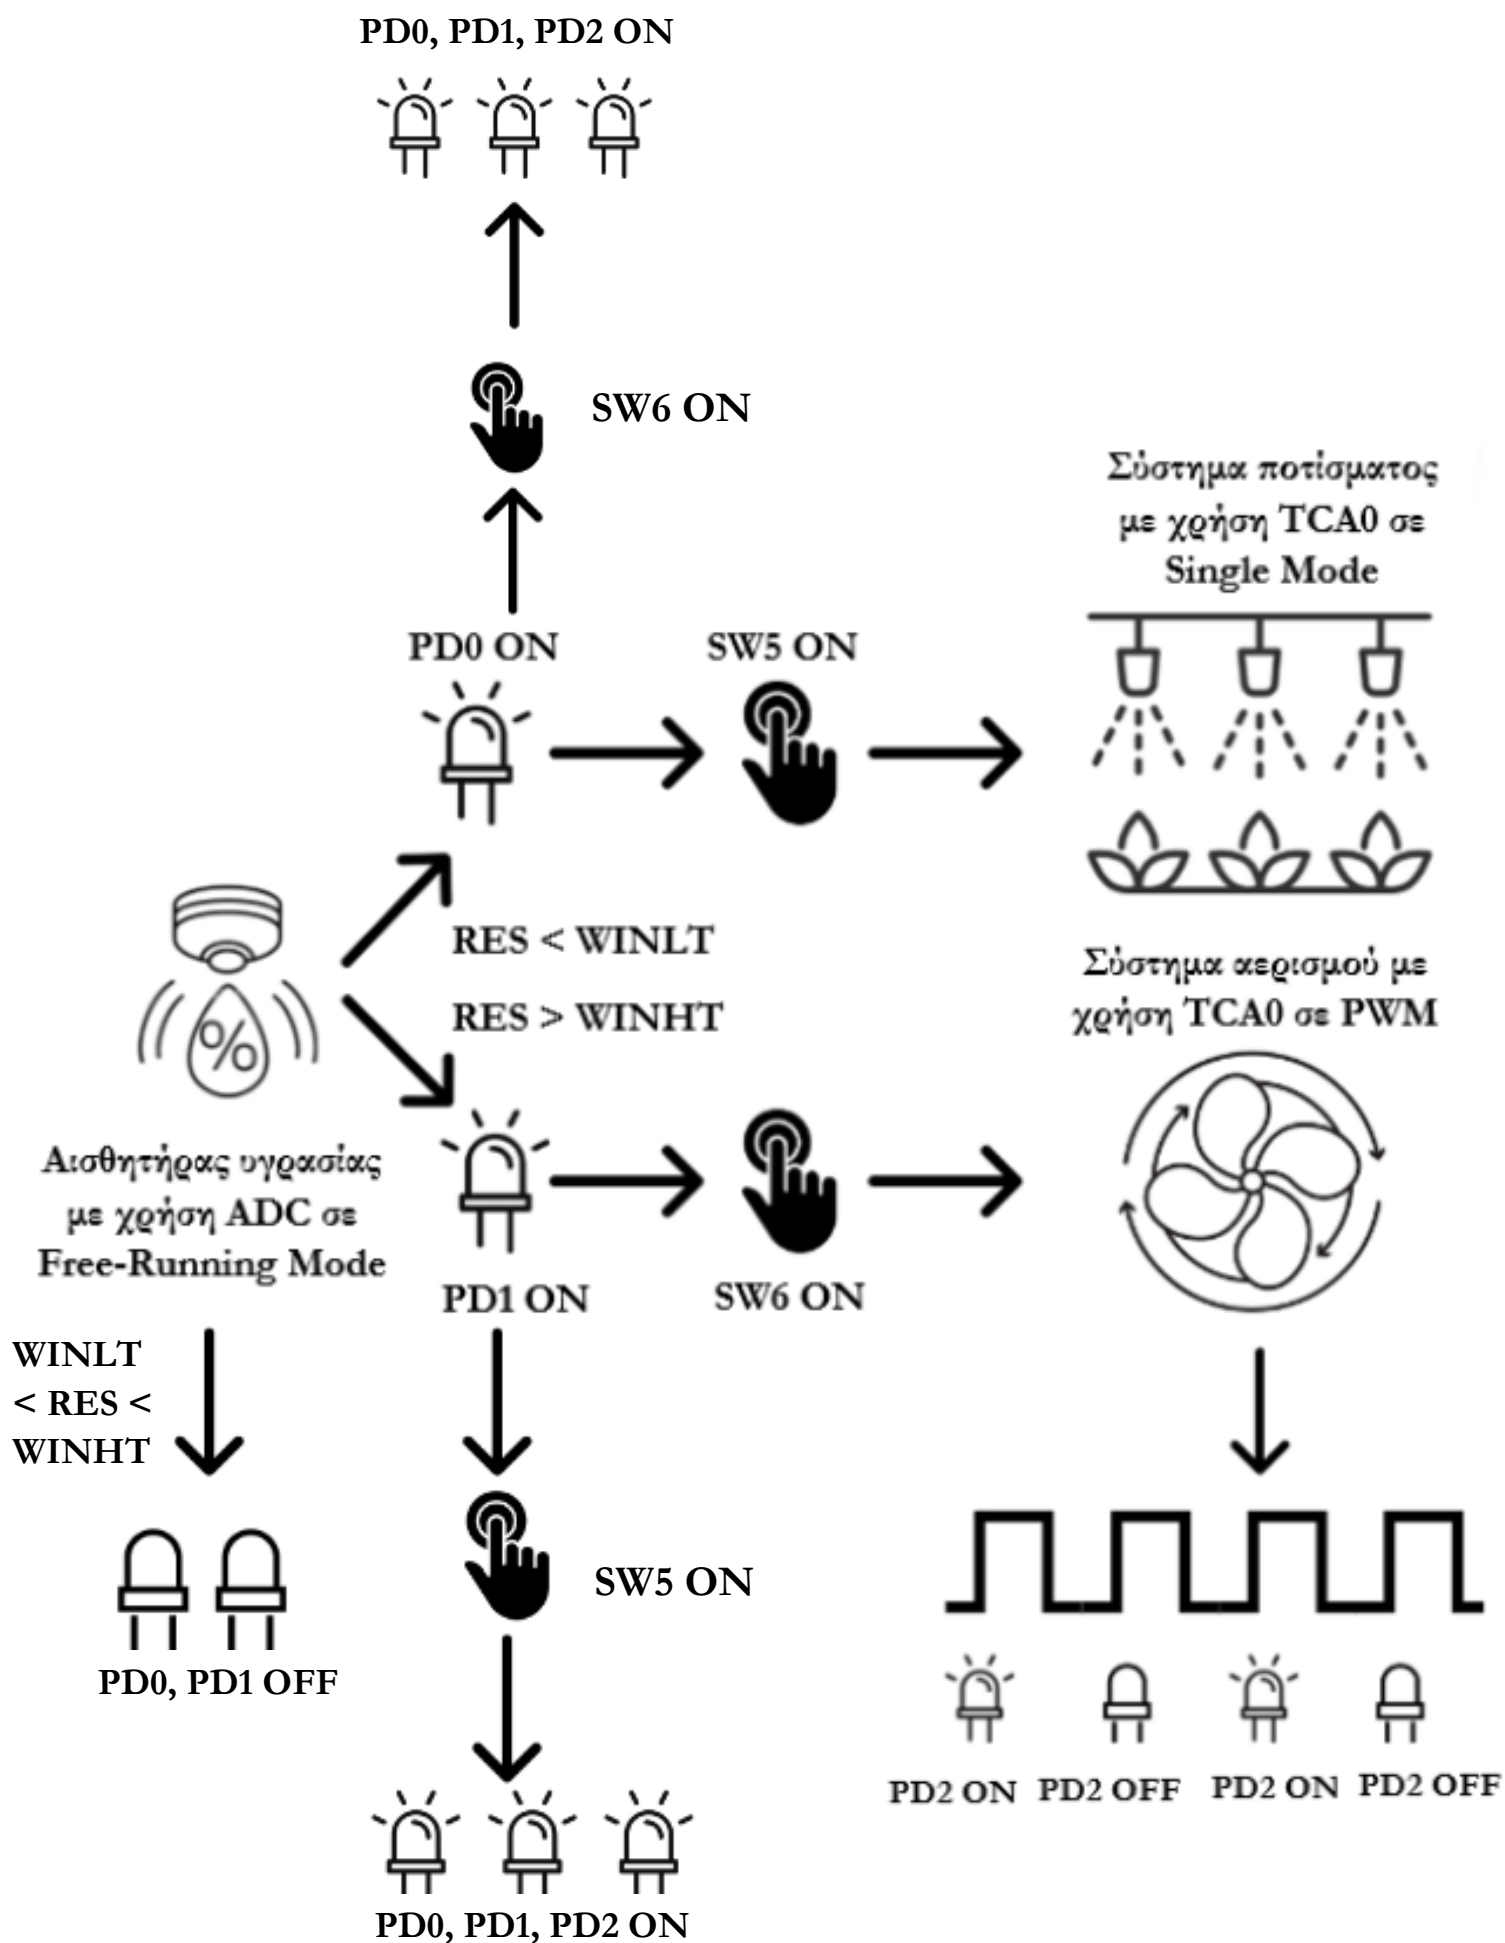 PD0, PD1, PD2 ON
SW6 ON
Σύστημα ποτίσματος
με χρήση TCA0 σε
Single Mode
PD0 ON
SW5 ON
RES < WINLT
RES > WINHT
Σύστημα αερισμού με
χρήση TCA0 σε PWM
%
Αισθητήρας υγρασίας
με χρήση ADC σε
Free-Running Mode
PD1 ON
SW6 ON
WINLT
< RES <
WINHT
SW5 ON
PD0, PD1 OFF
PD2 ON
PD2 OFF
PD2 ON
PD2 OFF
PD0, PD1, PD2 ON